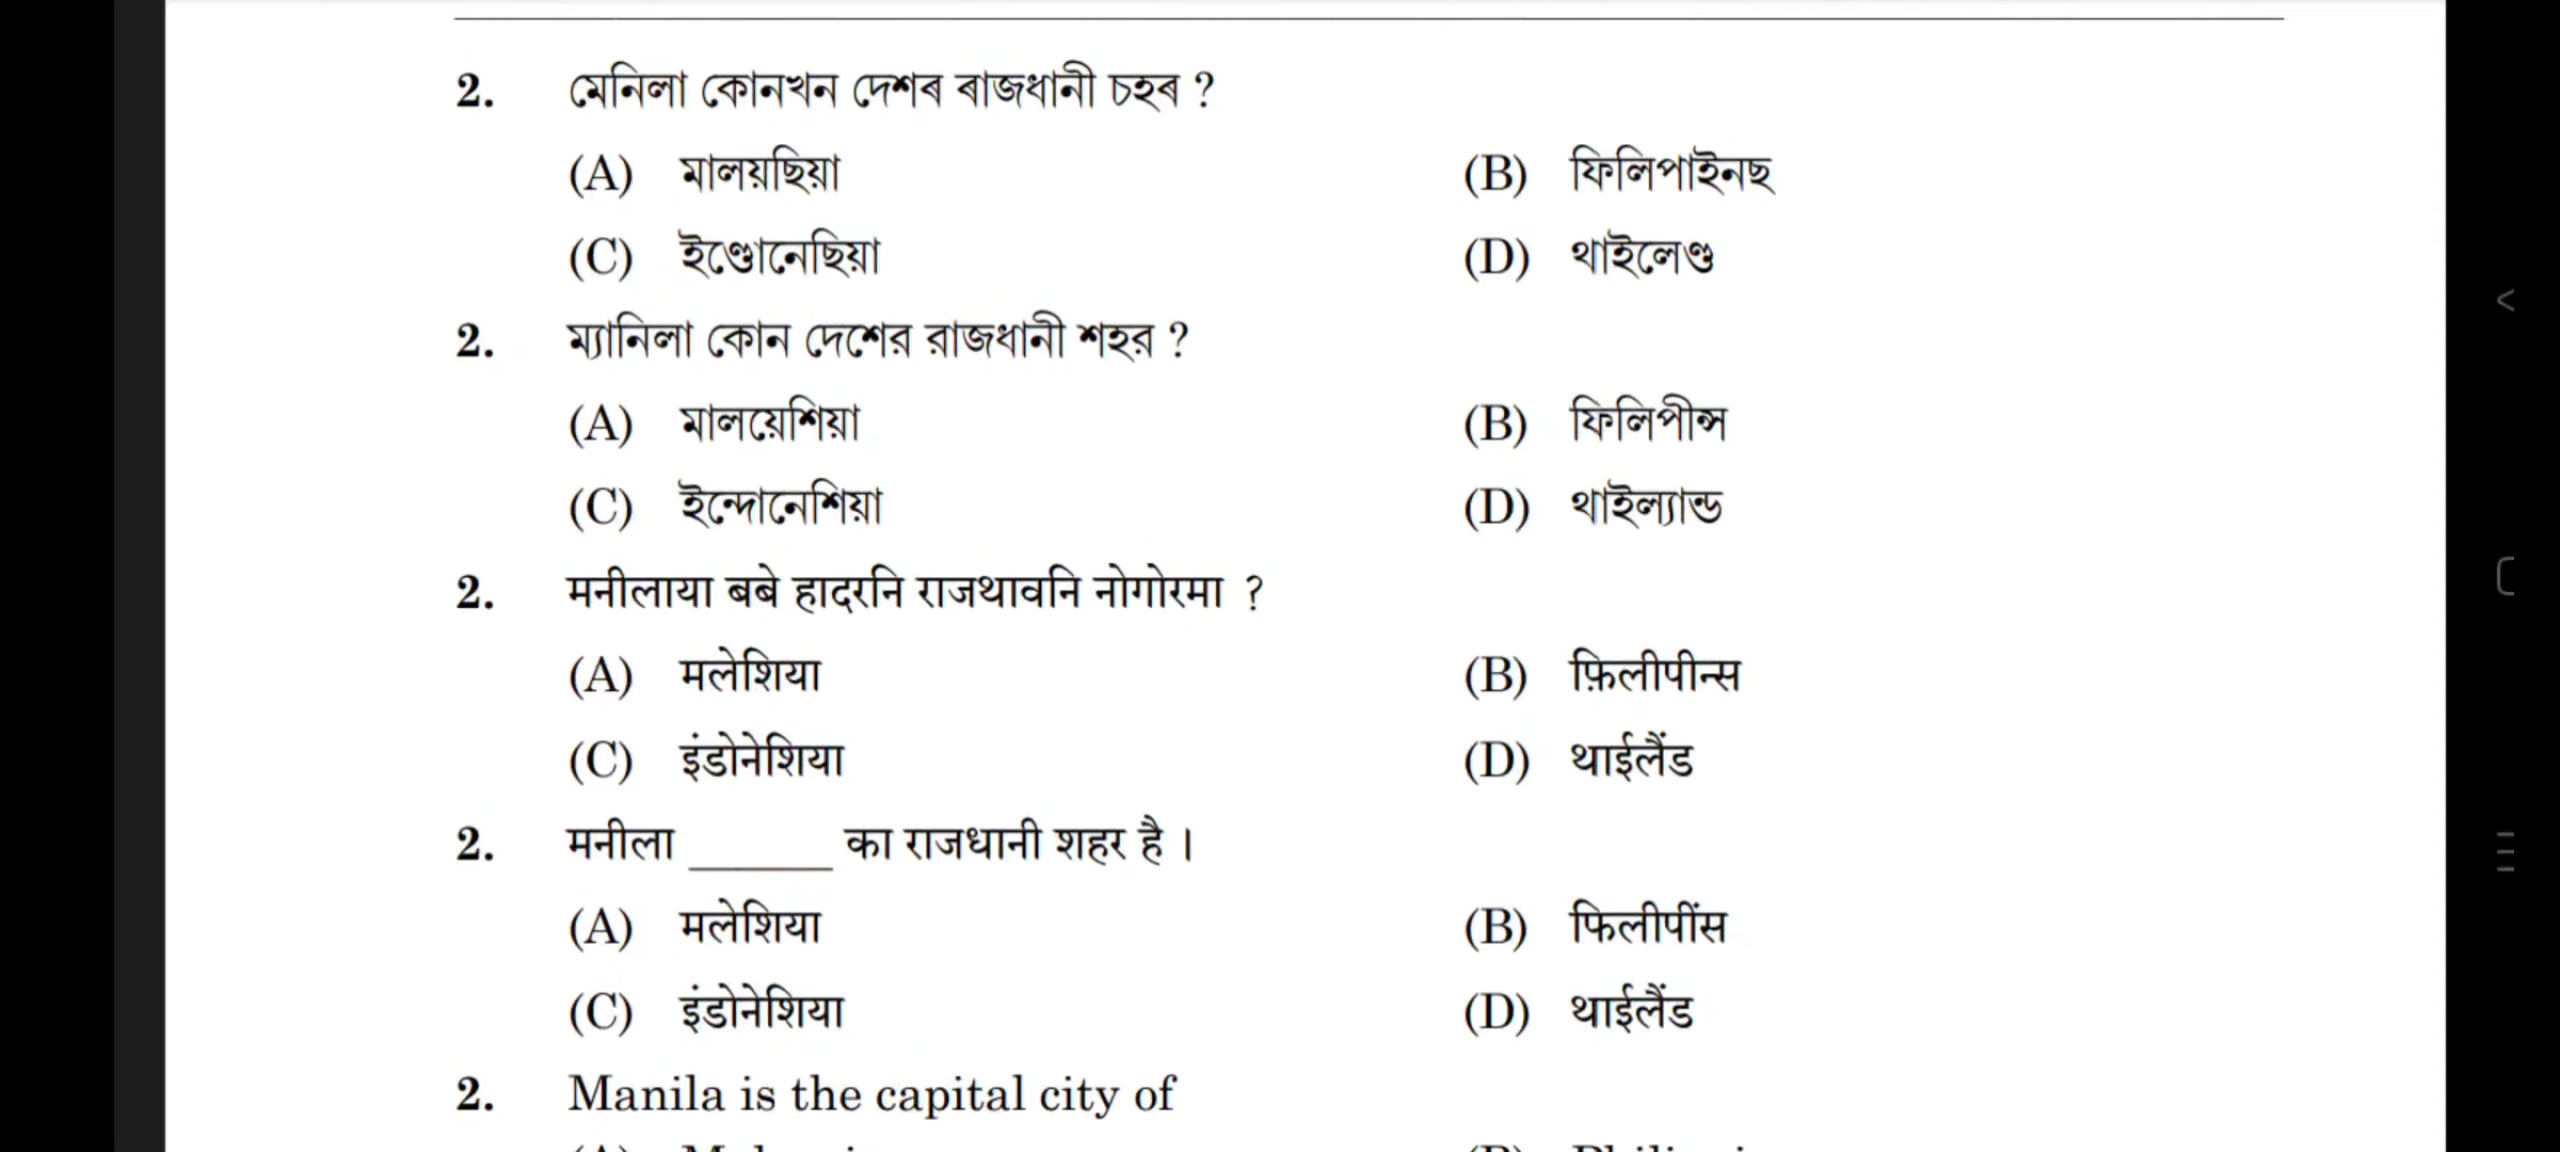 2. মেনিলা কোনখন দেশৰ ৰাজধানী চহৰ ?
(A) মালয়ছিয়া (B) ফিলিপাইনছ
(C) ইণ্ডোনেছিয়া (D) থাইলেণ্ড
2. ম্যানিলা কোন দেশের রাজধানী শহর ?
(A) মালয়েশিয়া (B) ফিলিপীন্স
(C) ইন্দোনেশিয়া (D) থাইল্যান্ড
2. मनीलाया बबे हादरनि राजथावनि नोगोरमा ?
(A) मलेशिया (B) फ़िलीपीन्स
(C) इंडोनेशिया (D) थाईलैंड
2. मनीला ______ का राजधानी शहर है ।
(A) मलेशिया (B) फिलीपींस
(C) इंडोनेशिया (D) थाईलैंड
2. Manila is the capital city of